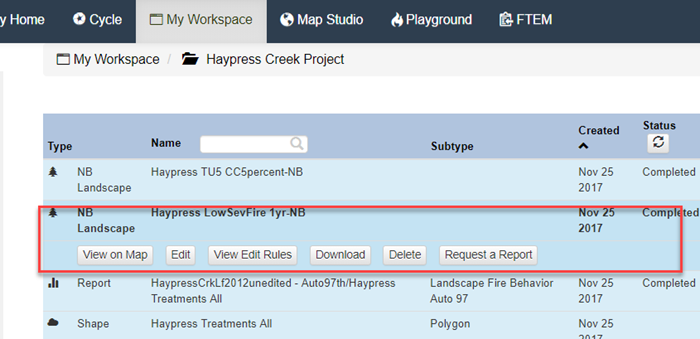 y Home Cycle My Workspace Map Studio Playground FTEM
My Workspace / Haypress Creek Project
Type Name Subtype Created Status
NB Landscape Haypress TU5 CC5percent-NB Nov 25 2017 Completed
NB Landscape Haypress LowSevFire 1yr-NB Nov 25 2017 Completed
View on Map Edit View Edit Rules Download Delete Request a Report
Report HaypressCrkLf2012unedited - Auto97th/Haypress Treatments All Landscape Fire Behavior Auto 97 Nov 25 2017 Completed
Shape Haypress Treatments All Polygon Nov 25 2017